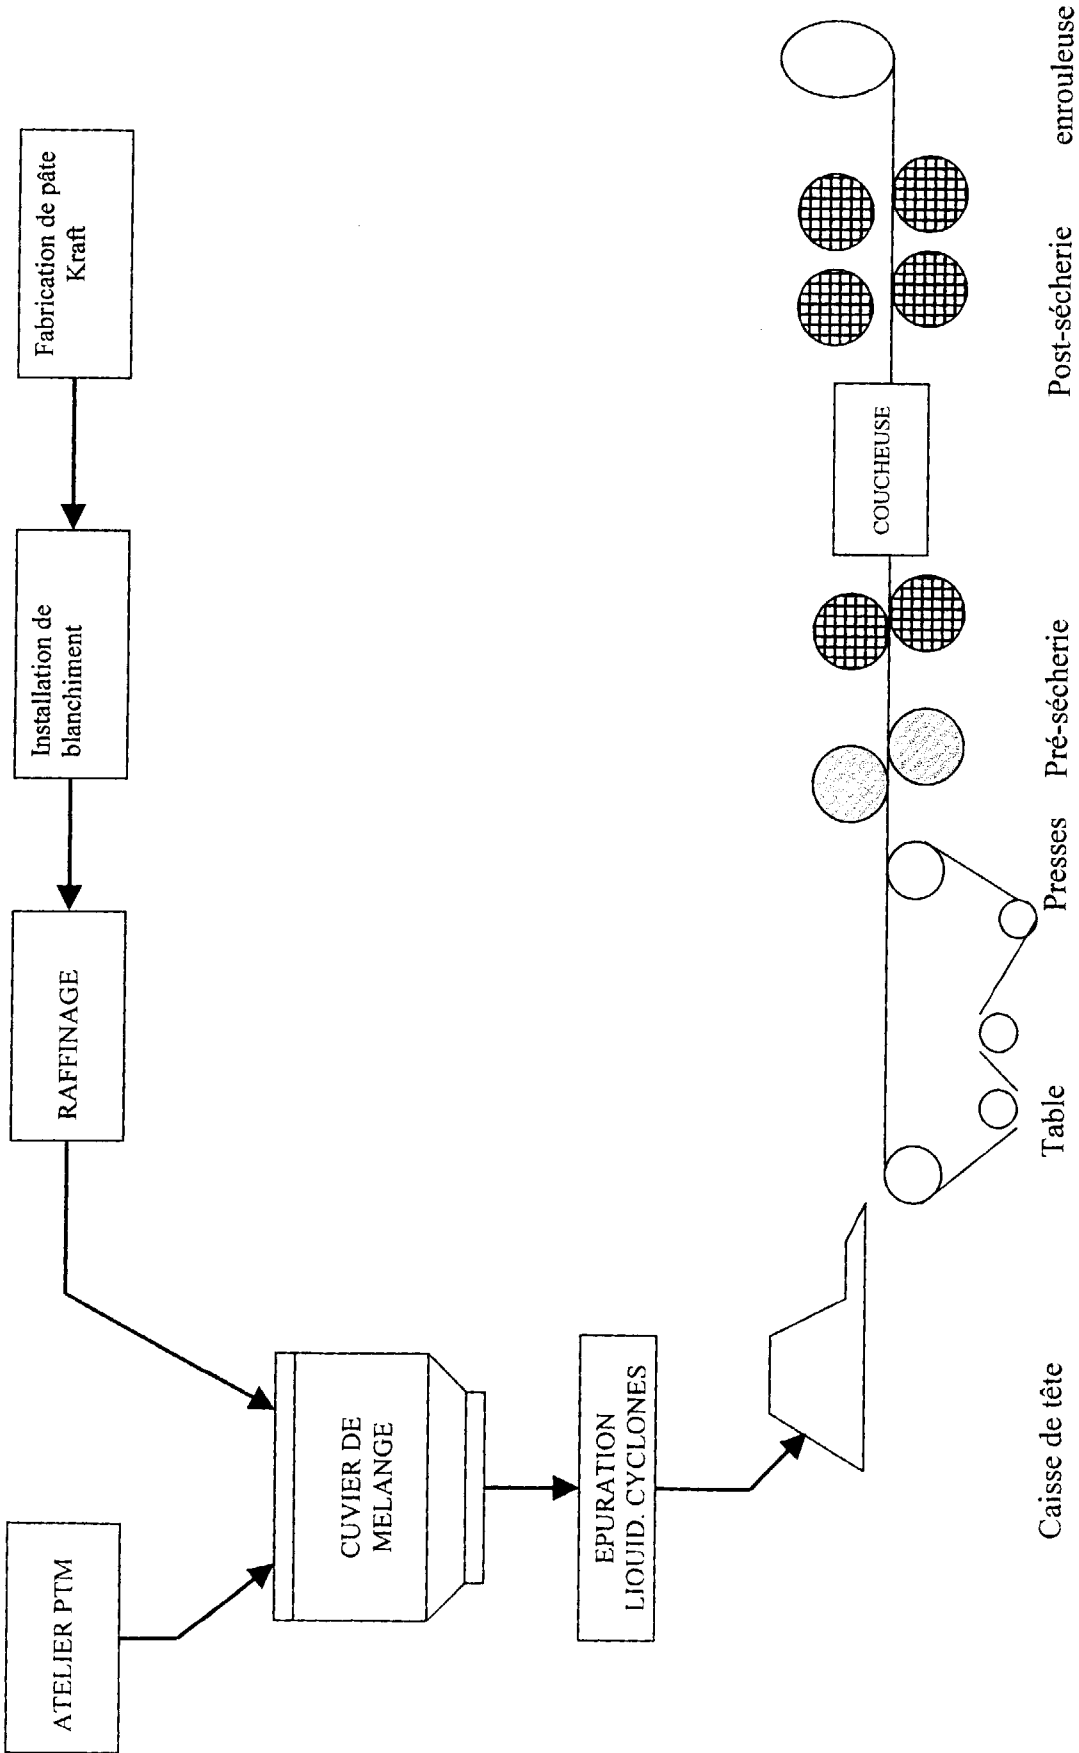 ATELIER PTM
RAFFINAGE
Installation de
blanchiment
Fabrication de pâte
Kraft
CUVIER DE
MELANGE
EPURATION
LIQUID. CYCLONES
COUCHEUSE
Caisse de tête
Table
Presses
Pré-sécherie
Post-sécherie
enrouleuse